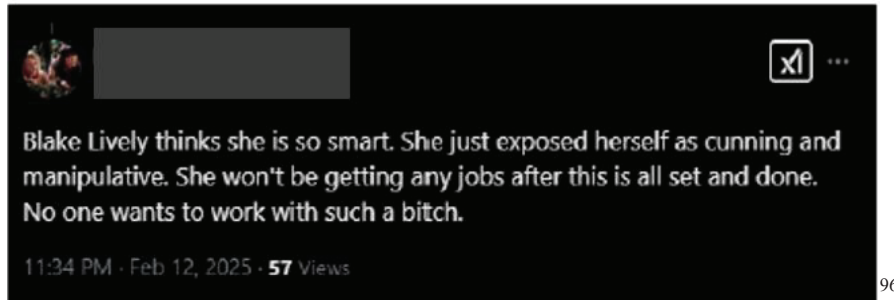 Blake Lively thinks she is so smart. She just exposed herself as cunning and
manipulative. She won't be getting any jobs after this is all set and done.
No one wants to work with such a bitch.
11:34 PM · Feb 12, 2025 · 57 Views
96